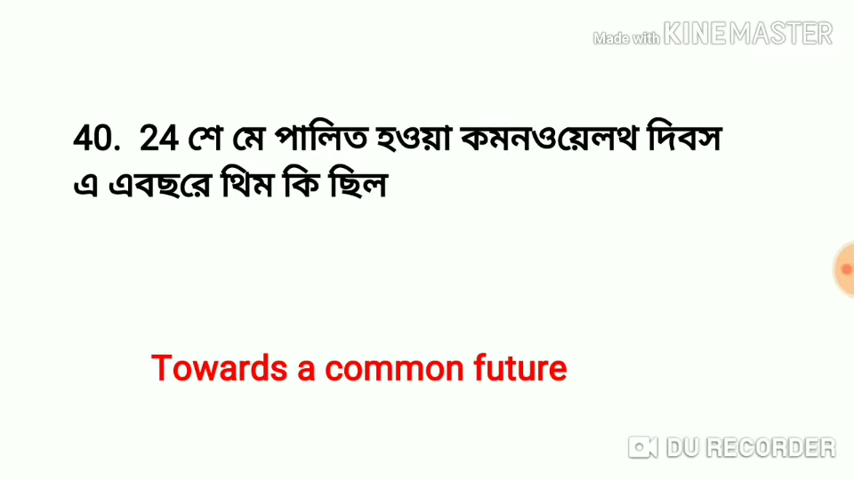 Made with KINEMASTER
40. 24 শে মে পালিত হওয়া কমনওয়েলথ দিবস
এ এবছরে থিম কি ছিল
Towards a common future
DU RECORDER